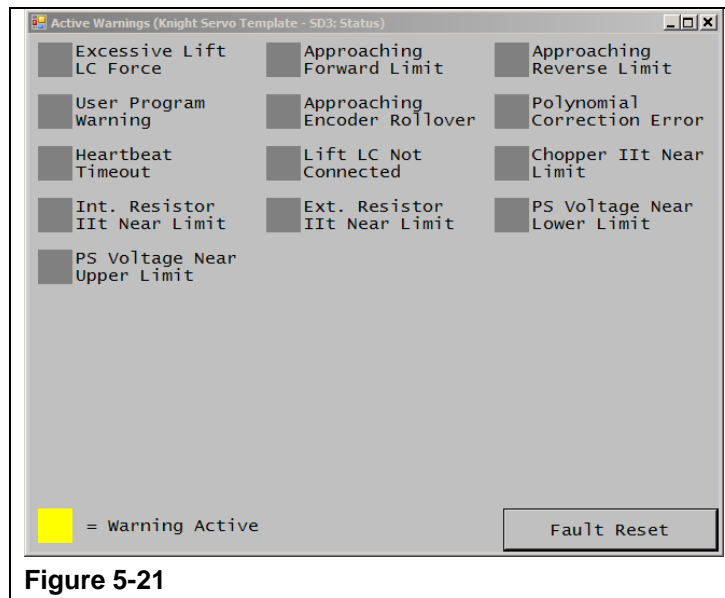 Active Warnings (Knight Servo Template - SD3: Status)
Excessive Lift
LC Force
Approaching
Forward Limit
Approaching
Reverse Limit
User Program
Warning
Approaching
Encoder Rollover
Polynomial
Correction Error
Heartbeat
Timeout
Lift LC Not
Connected
Chopper IIt Near
Limit
Int. Resistor
IIt Near Limit
Ext. Resistor
IIt Near Limit
PS Voltage Near
Lower Limit
PS Voltage Near
Upper Limit
= Warning Active
Fault Reset
Figure 5-21